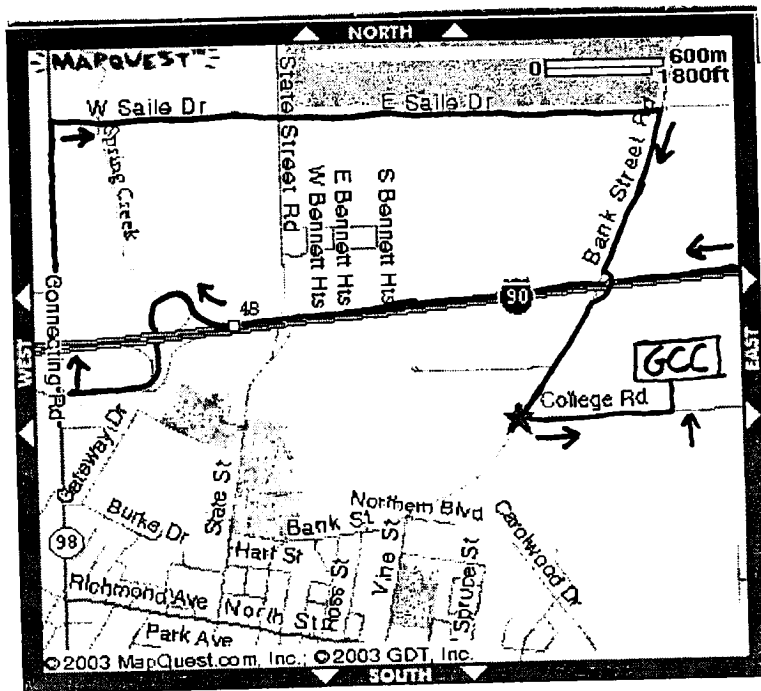 NORTH
MAPQUEST™
0 600m
1800ft
W Saile Dr
E Saile Dr
State Street Rd
Spring Creek
W Bennett Hts
E Bennett Hts
S Bennett Hts
Bank Street Rd
Connecting Rd
48
90
WEST
EAST
GCC
College Rd
Gateway Dr
State St
Burke Dr
98
Hart St
Bank St
Northern Blvd
Carolwood Dr
Vine St
Ross St
Spruce St
Richmond Ave
North St
Park Ave
©2003 MapQuest.com, Inc.; ©2003 GDT, Inc.
SOUTH